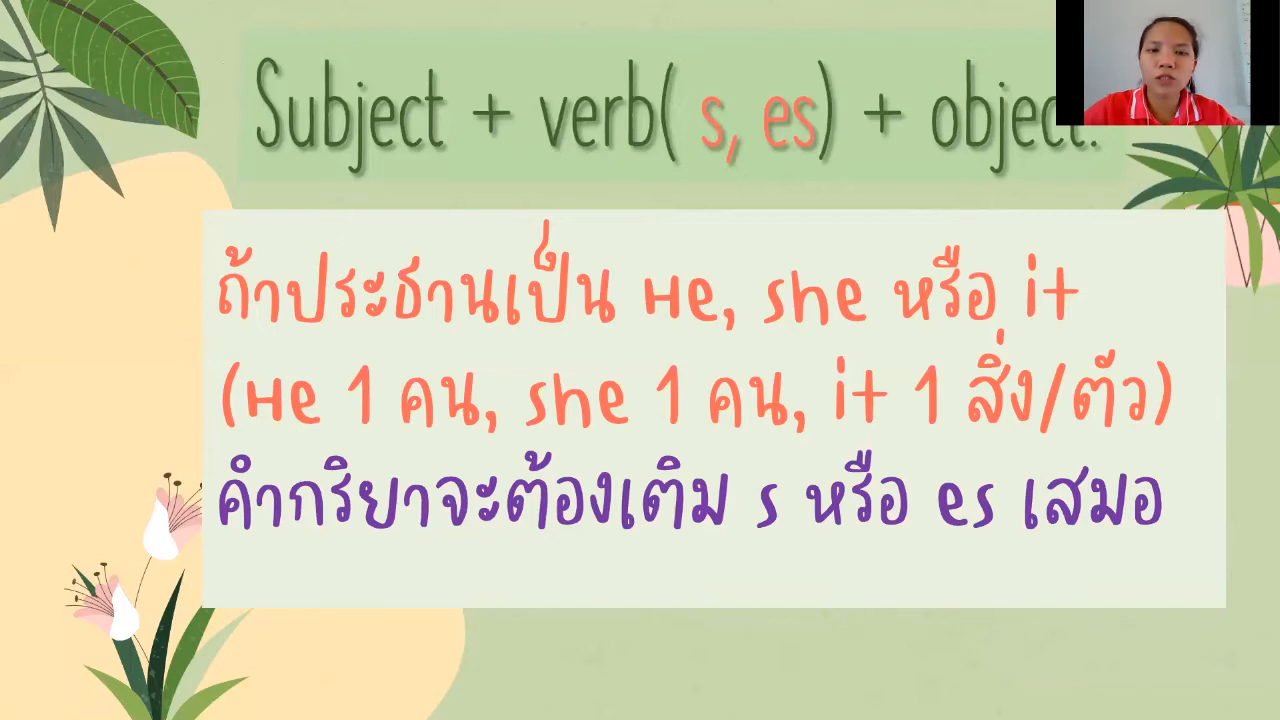 Subject + verb( s, es) + object.
ถ้าประธานเป็น He, she หรือ it
(He 1 คน, she 1 คน, it 1 สิ่ง/ตัว)
คำกริยาจะต้องเติม s หรือ es เสมอ